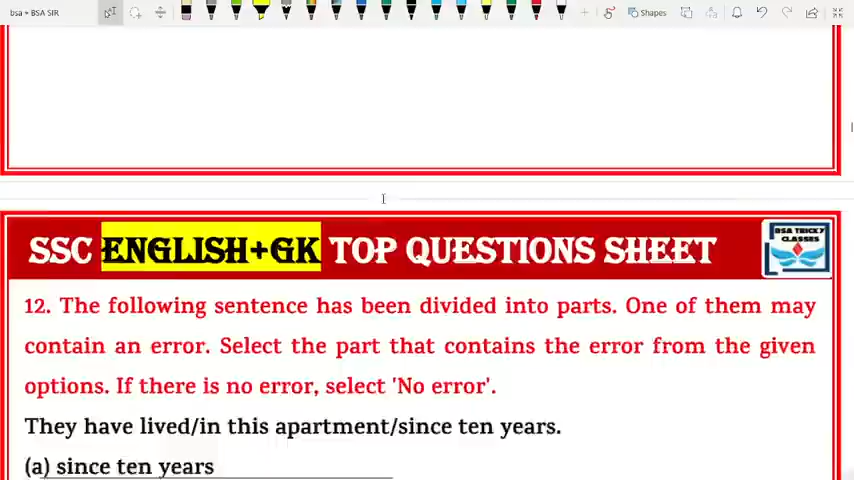 bsa + BSA SIR
Shapes
SSC ENGLISH+GK TOP QUESTIONS SHEET
BSA TRICKY
CLASSES
12. The following sentence has been divided into parts. One of them may
contain an error. Select the part that contains the error from the given
options. If there is no error, select 'No error'.
They have lived/in this apartment/since ten years.
(a) since ten years